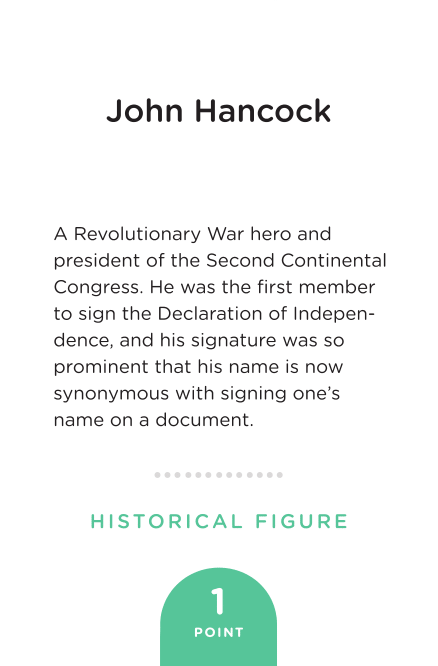 John Hancock
A Revolutionary War hero and
president of the Second Continental
Congress. He was the first member
to sign the Declaration of Indepen-
dence, and his signature was so
prominent that his name is now
synonymous with signing one’s
name on a document.
HISTORICAL FIGURE
1
POINT